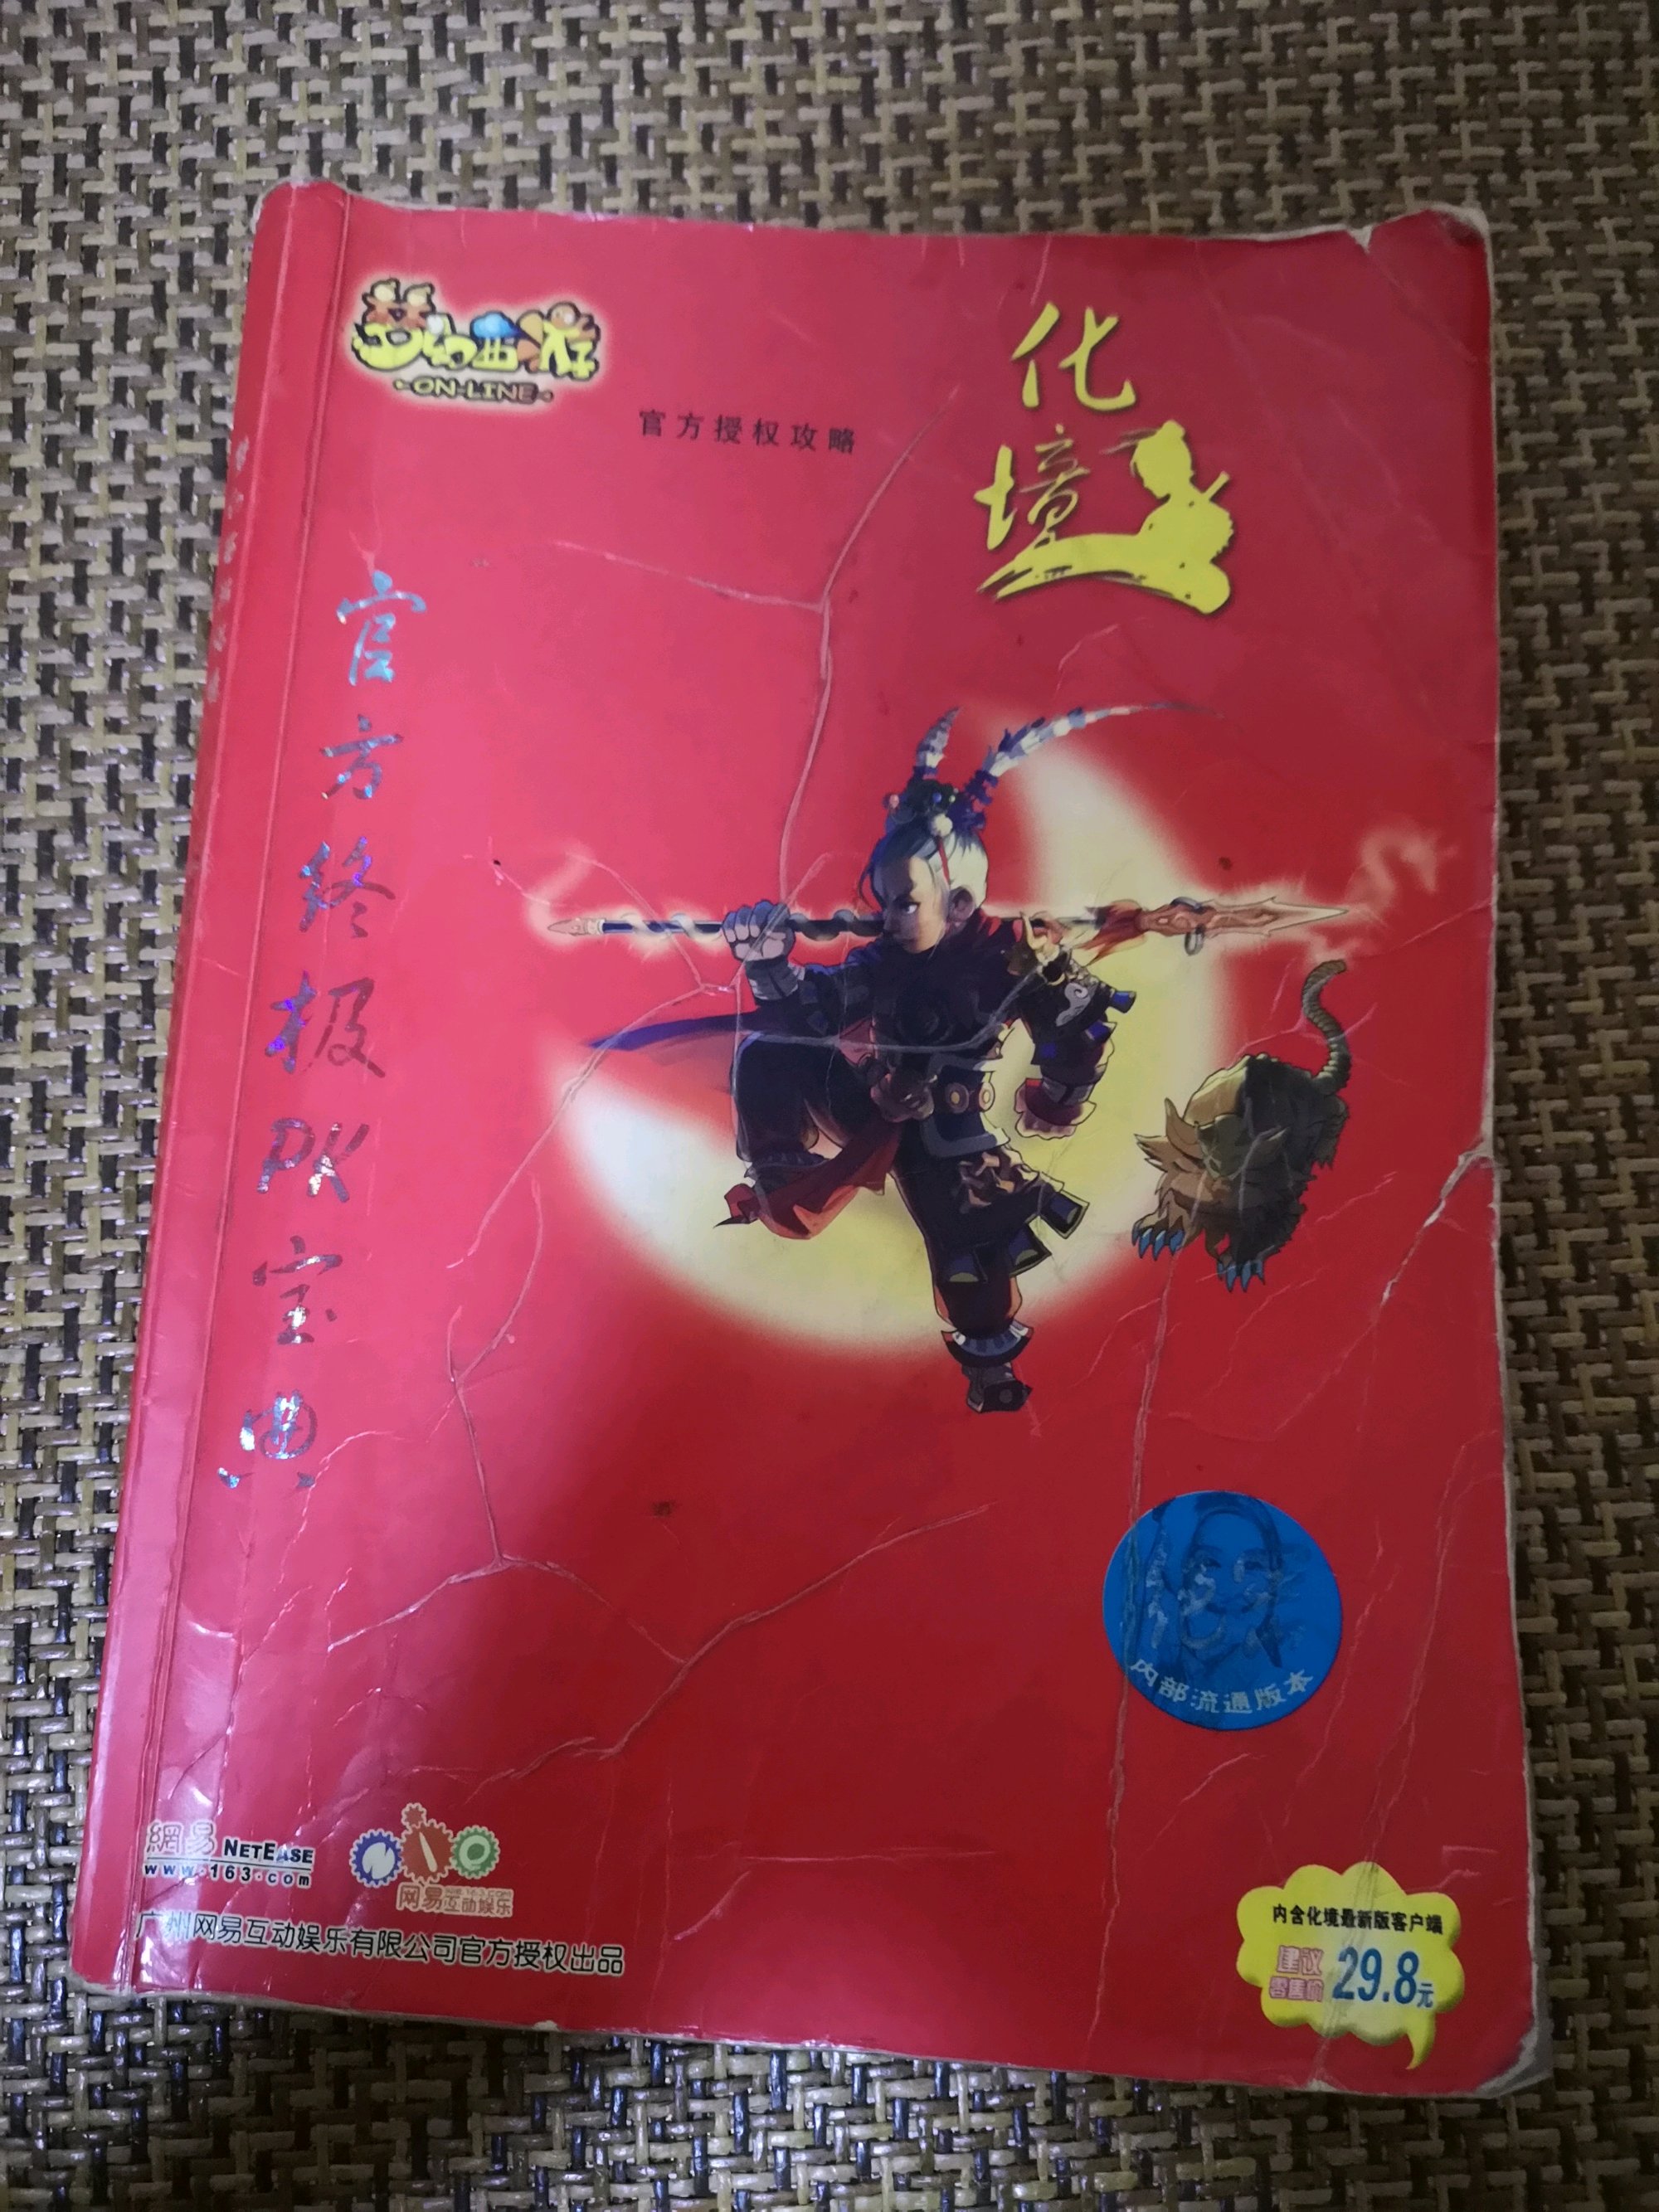 梦幻西游
ON-LINE
官方授权攻略
化境
官方终极PK宝典
内部流通版本
網易 NETEASE
www.163.com
网易互动娱乐
广州网易互动娱乐有限公司官方授权出品
内含化境最新版客户端
建议
零售价 29.8元